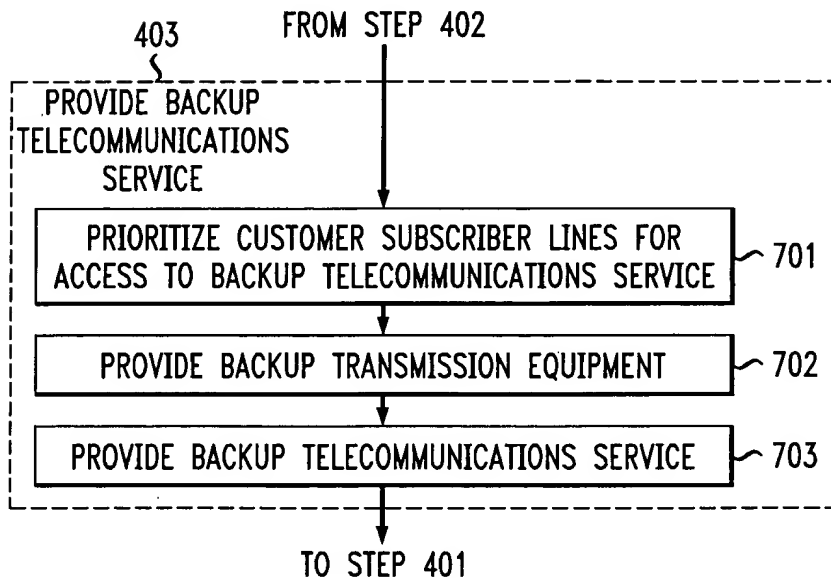 403
FROM STEP 402
PROVIDE BACKUP
TELECOMMUNICATIONS
SERVICE
PRIORITIZE CUSTOMER SUBSCRIBER LINES FOR
ACCESS TO BACKUP TELECOMMUNICATIONS SERVICE
701
PROVIDE BACKUP TRANSMISSION EQUIPMENT
702
PROVIDE BACKUP TELECOMMUNICATIONS SERVICE
703
TO STEP 401